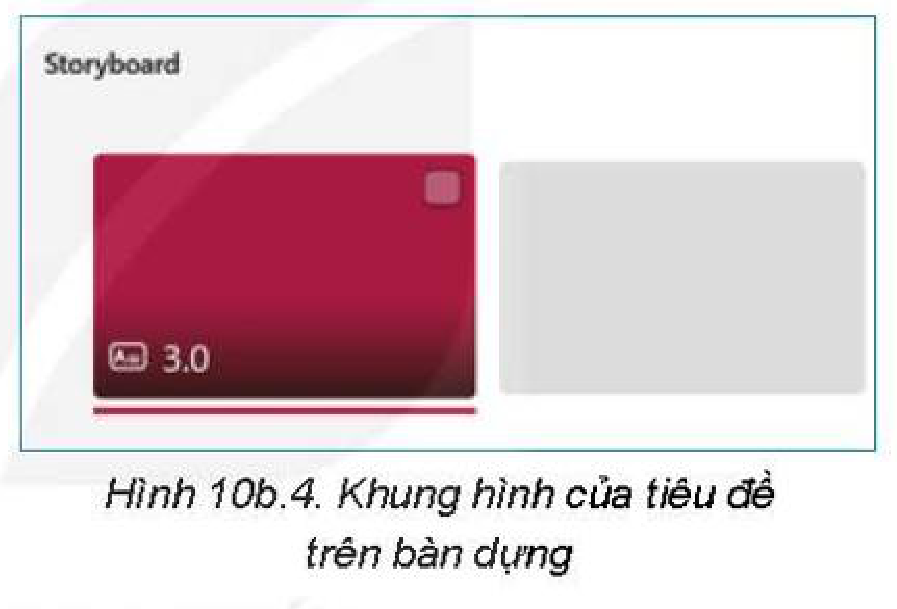 Storyboard
3.0
Hình 10b.4. Khung hình của tiêu đề
trên bàn dựng